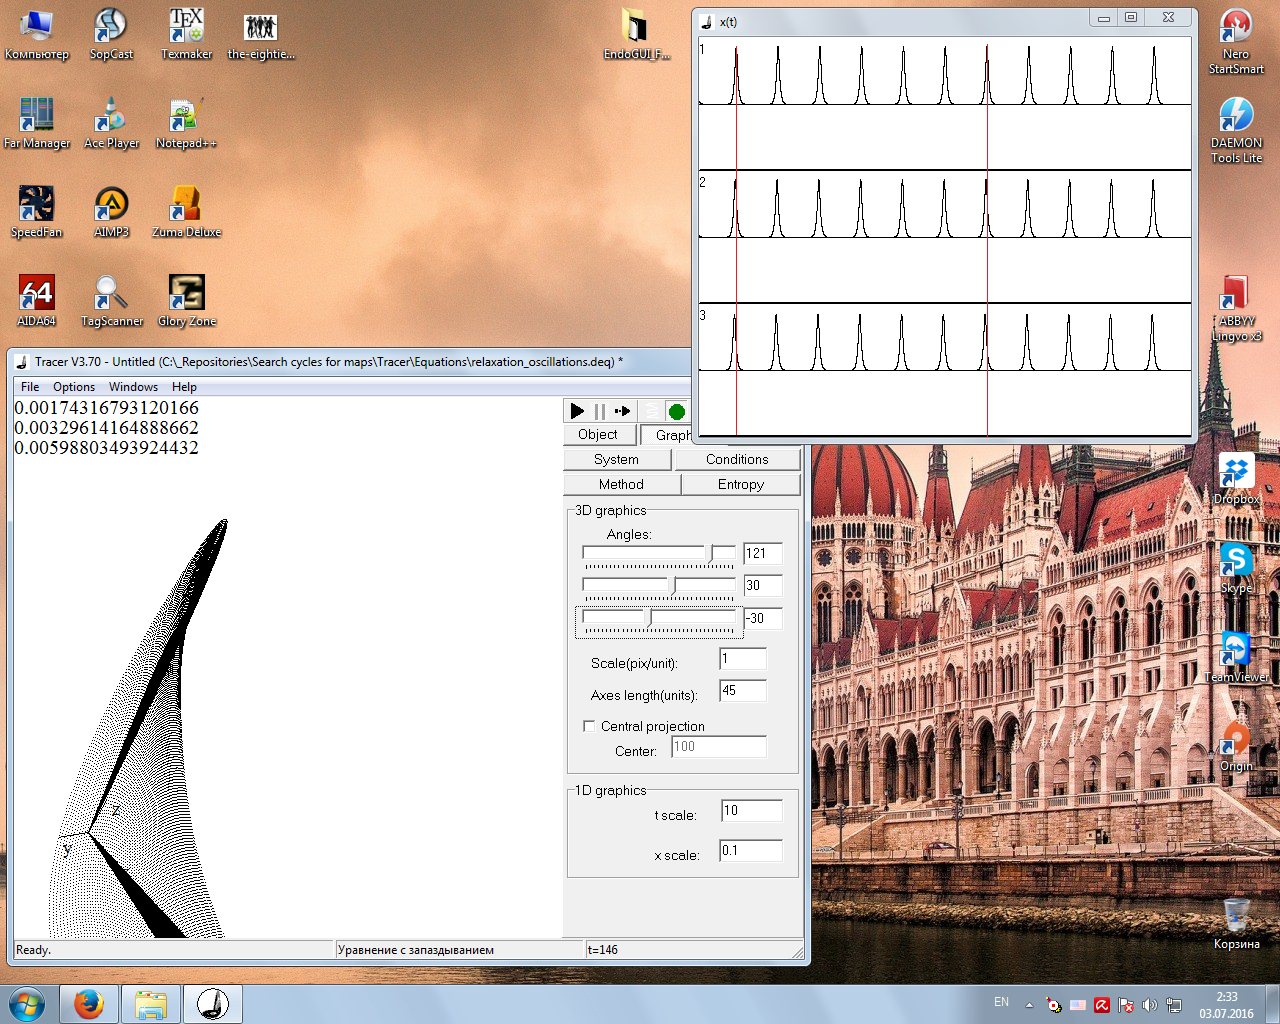 Компьютер
SopCast
Texmaker
the-eightie...
EndoGUI_F...
Far Manager
Ace Player
Notepad++
SpeedFan
AIMP3
Zuma Deluxe
64
AIDA64
TagScanner
Glory Zone
x(t)
1
2
3
Nero
StartSmart
DAEMON
Tools Lite
ABBYY
Lingvo x3
Dropbox
Skype
TeamViewer
Origin
Корзина
Tracer V3.70 - Untitled (C:\_Repositories\Search cycles for maps\Tracer\Equations\relaxation_oscillations.deq) *
File Options Windows Help
0.00174316793120166
0.00329614164888662
0.00598803493924432
z
y
Object
Graph
System
Conditions
Method
Entropy
3D graphics
Angles:
121
30
-30
Scale(pix/unit): 1
Axes length(units): 45
Central projection
Center: 100
1D graphics
t scale: 10
x scale: 0.1
Ready.
Уравнение с запаздыванием
t=146
EN
2:33
03.07.2016